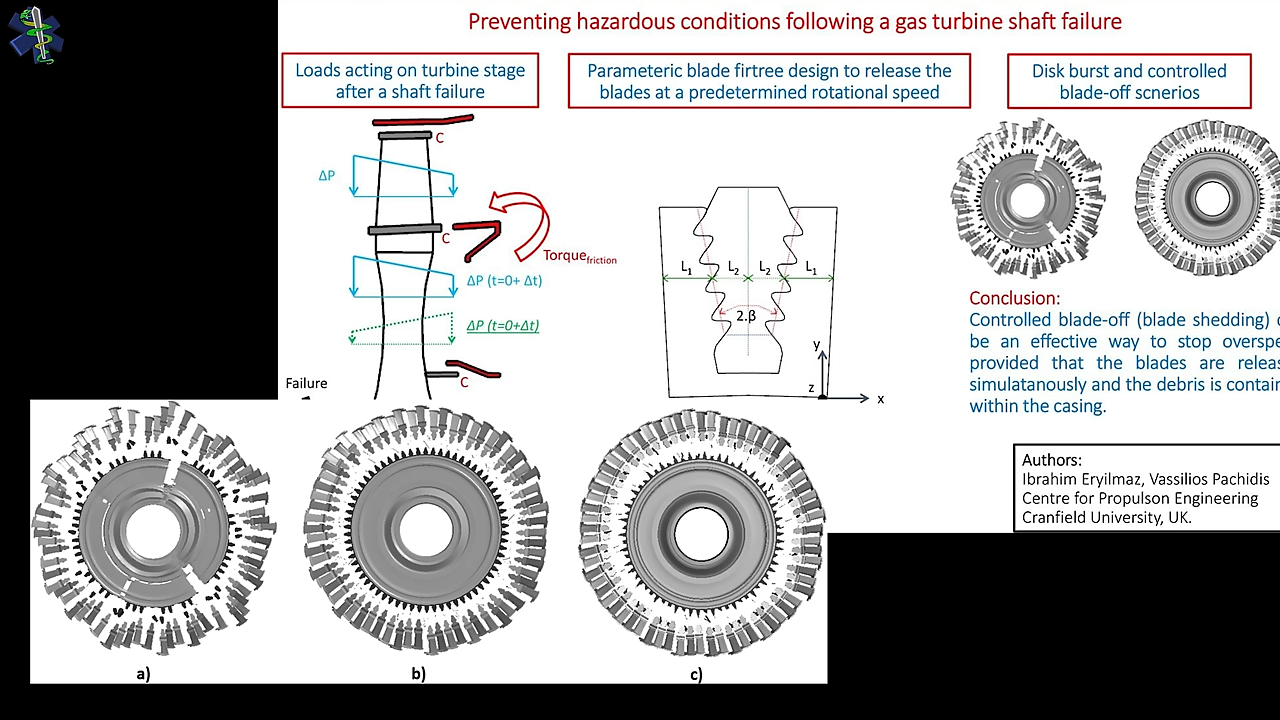 Preventing hazardous conditions following a gas turbine shaft failure
Loads acting on turbine stage
after a shaft failure
Parameteric blade firtree design to release the
blades at a predetermined rotational speed
Disk burst and controlled
blade-off scnerios
C
ΔP
C
Torquefriction
ΔP (t=0+ Δt)
ΔP (t=0+Δt)
C
Failure
L1
L2
L2
L1
2.β
y
z
x
Conclusion:
Controlled blade-off (blade shedding)
be an effective way to stop overspe
provided that the blades are releas
simulatanously and the debris is contain
within the casing.
Authors:
Ibrahim Eryilmaz, Vassilios Pachidis
Centre for Propulson Engineering
Cranfield University, UK.
a)
b)
c)